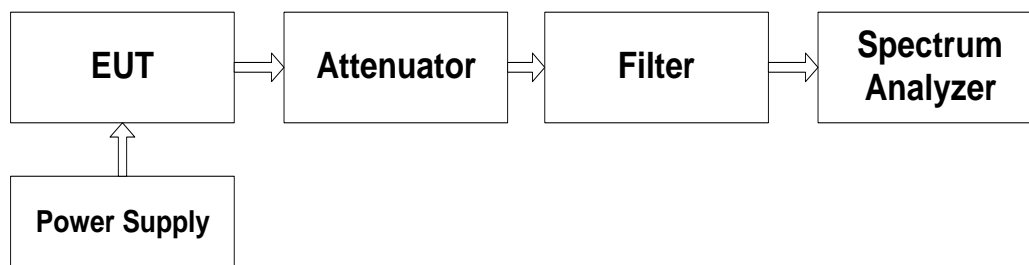 EUT
Attenuator
Filter
Spectrum
Analyzer
Power Supply